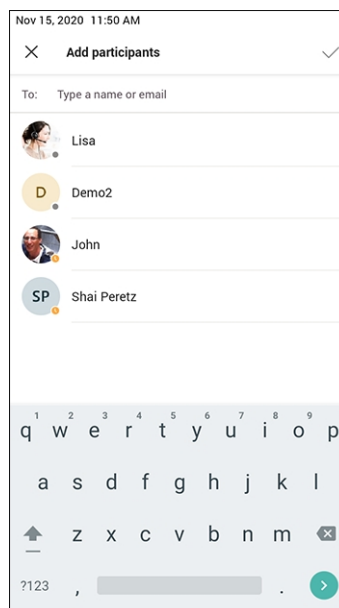 Nov 15, 2020 11:50 AM
Add participants
To: Type a name or email
Lisa
D Demo2
John
SP Shai Peretz
1 2 3 4 5 6 7 8 9
q w e r t y u i o p
a s d f g h j k l
z x c v b n m
?123 , .